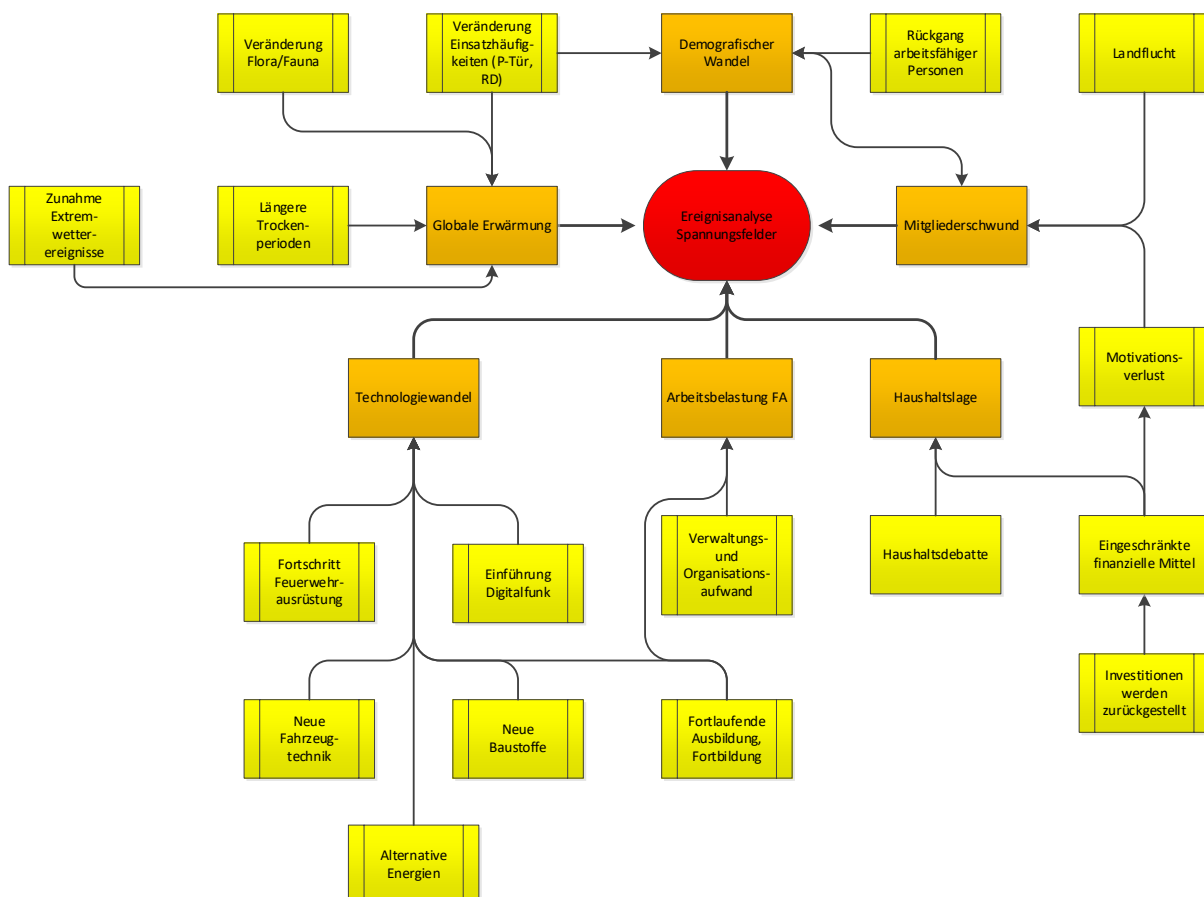 Veränderung
Flora/Fauna
Veränderung
Einsatzhäufig-
keiten (P-Tür,
RD)
Demografischer
Wandel
Rückgang
arbeitsfähiger
Personen
Landflucht
Zunahme
Extrem-
wetter-
ereignisse
Längere
Trocken-
perioden
Globale Erwärmung
Ereignisanalyse
Spannungsfelder
Mitgliederschwund
Motivations-
verlust
Technologiewandel
Arbeitsbelastung FA
Haushaltslage
Fortschritt
Feuerwehr-
ausrüstung
Einführung
Digitalfunk
Verwaltungs-
und
Organisations-
aufwand
Haushaltsdebatte
Eingeschränkte
finanzielle Mittel
Neue
Fahrzeug-
technik
Neue
Baustoffe
Fortlaufende
Ausbildung,
Fortbildung
Investitionen
werden
zurückgestellt
Alternative
Energien